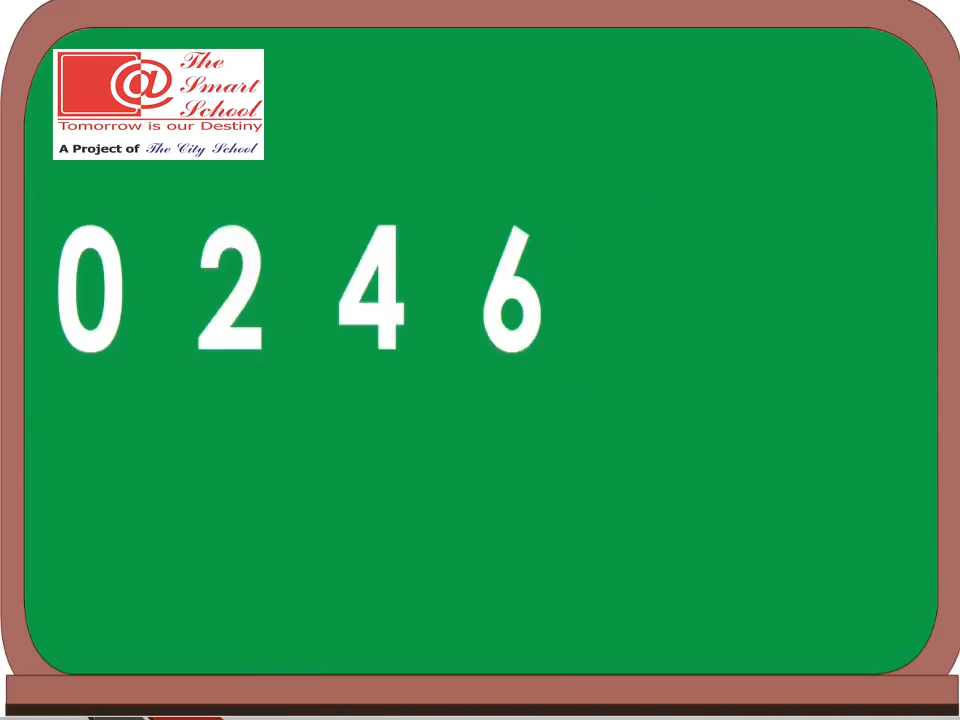 The
Smart
School
Tomorrow is our Destiny
A Project of The City School
0 2 4 6